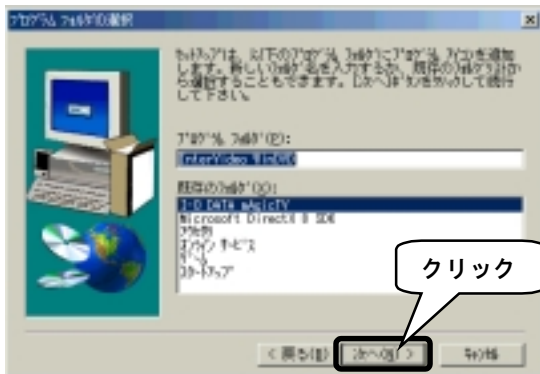 プログラム フォルダの選択
セットアップは、以下のプログラム フォルダにプログラム アイコンを追加
します。新しいフォルダ名を入力するか、既存のフォルダリストか
ら選択することもできます。[次へ]ボタンをクリックして続行
して下さい。
プログラム フォルダ(P):
InterVideo WinDVD
既存のフォルダ(X):
I-O DATA mAgicTV
Microsoft DirectX 8 SDK
アクセサリ
オンライン サービス
ゲーム
スタートアップ
クリック
< 戻る(B)
次へ(N) >
キャンセル